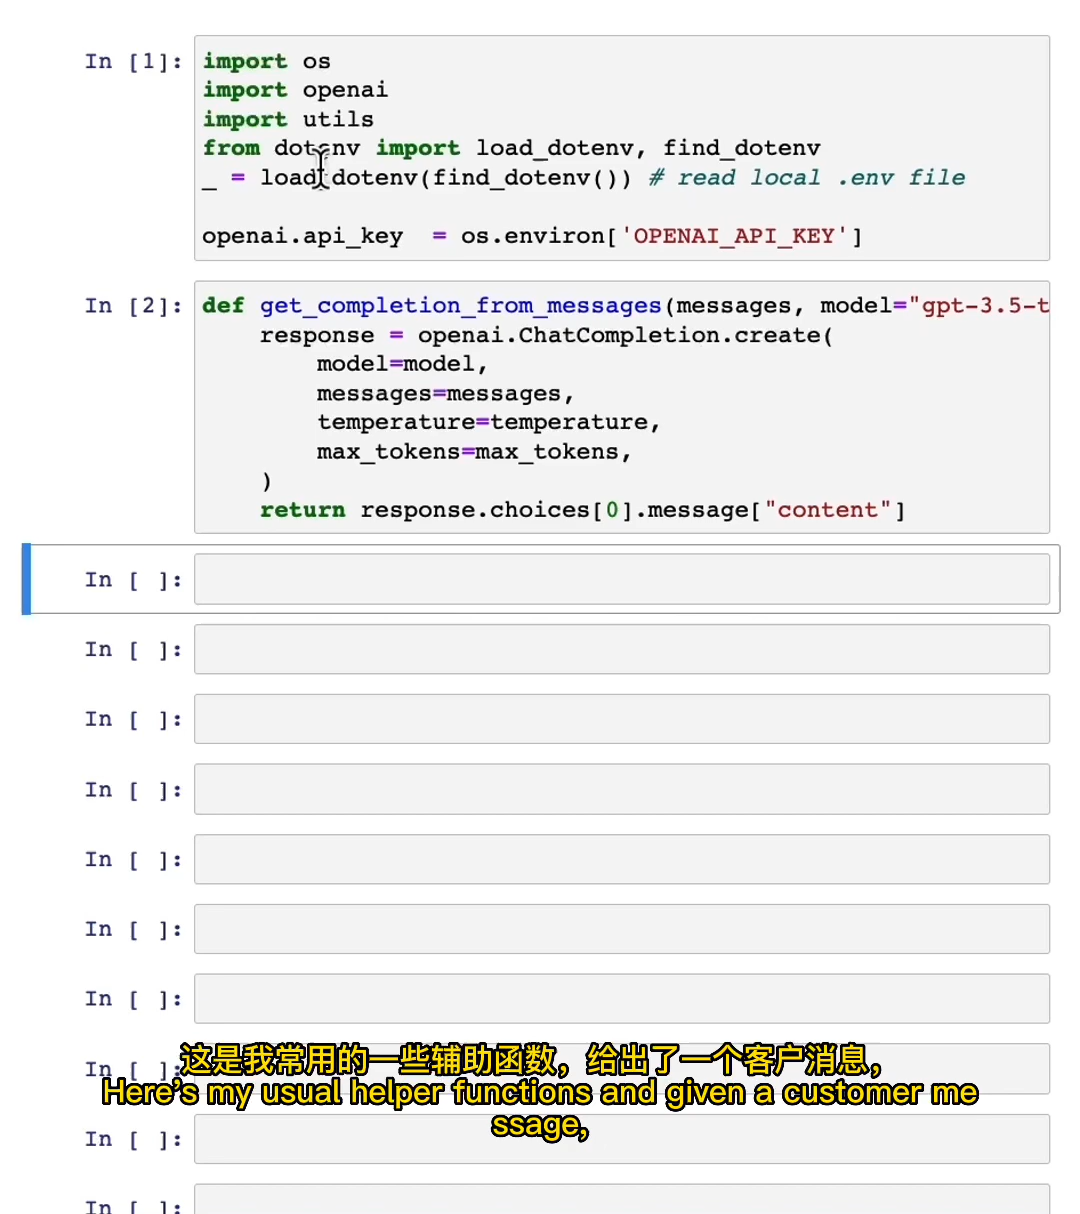 In [1]:
import os
import openai
import utils
from dotenv import load_dotenv, find_dotenv
_ = load_dotenv(find_dotenv()) # read local .env file
openai.api_key  = os.environ['OPENAI_API_KEY']
In [2]:
def get_completion_from_messages(messages, model="gpt-3.5-t
    response = openai.ChatCompletion.create(
        model=model,
        messages=messages,
        temperature=temperature,
        max_tokens=max_tokens,
    )
    return response.choices[0].message["content"]
In [ ]:
In [ ]:
In [ ]:
In [ ]:
In [ ]:
In [ ]:
In [ ]:
In [ ]:
这是我常用的一些辅助函数，给出了一个客户消息，
Here's my usual helper functions and given a customer me
ssage,
In [ ]:
In [ ]: